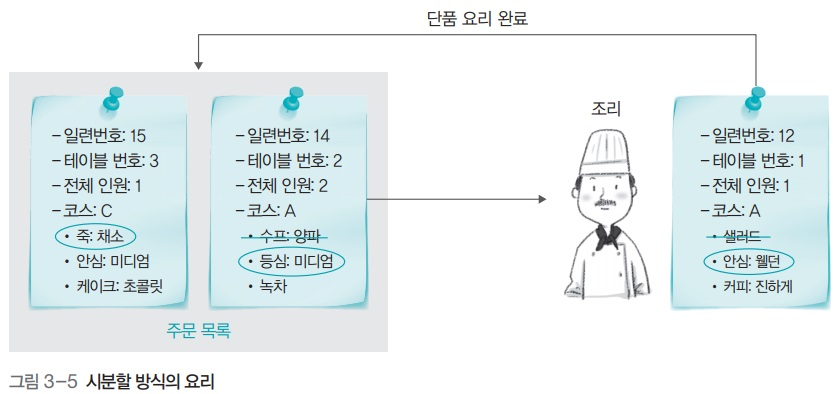 단품 요리 완료
– 일련번호: 15
– 테이블 번호: 3
– 전체 인원: 1
– 코스: C
• 죽: 채소
• 안심: 미디엄
• 케이크: 초콜릿
– 일련번호: 14
– 테이블 번호: 2
– 전체 인원: 2
– 코스: A
• 수프: 양파
• 등심: 미디엄
• 녹차
주문 목록
조리
– 일련번호: 12
– 테이블 번호: 1
– 전체 인원: 1
– 코스: A
• 샐러드
• 안심: 웰던
• 커피: 진하게
그림 3-5 시분할 방식의 요리